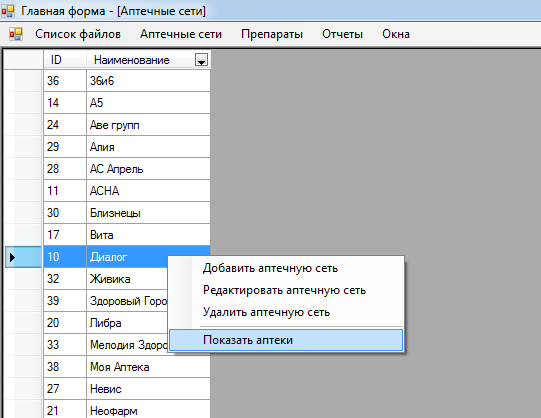 Главная форма - [Аптечные сети]
Список файлов Аптечные сети Препараты Отчеты Окна
ID Наименование
36 36и6
14 А5
24 Аве групп
29 Алия
28 АС Апрель
11 АСНА
30 Близнецы
17 Вита
10 Диалог
32 Живика
39 Здоровый Горо
20 Либра
33 Мелодия Здоро
38 Моя Аптека
27 Невис
21 Неофарм
Добавить аптечную сеть
Редактировать аптечную сеть
Удалить аптечную сеть
Показать аптеки